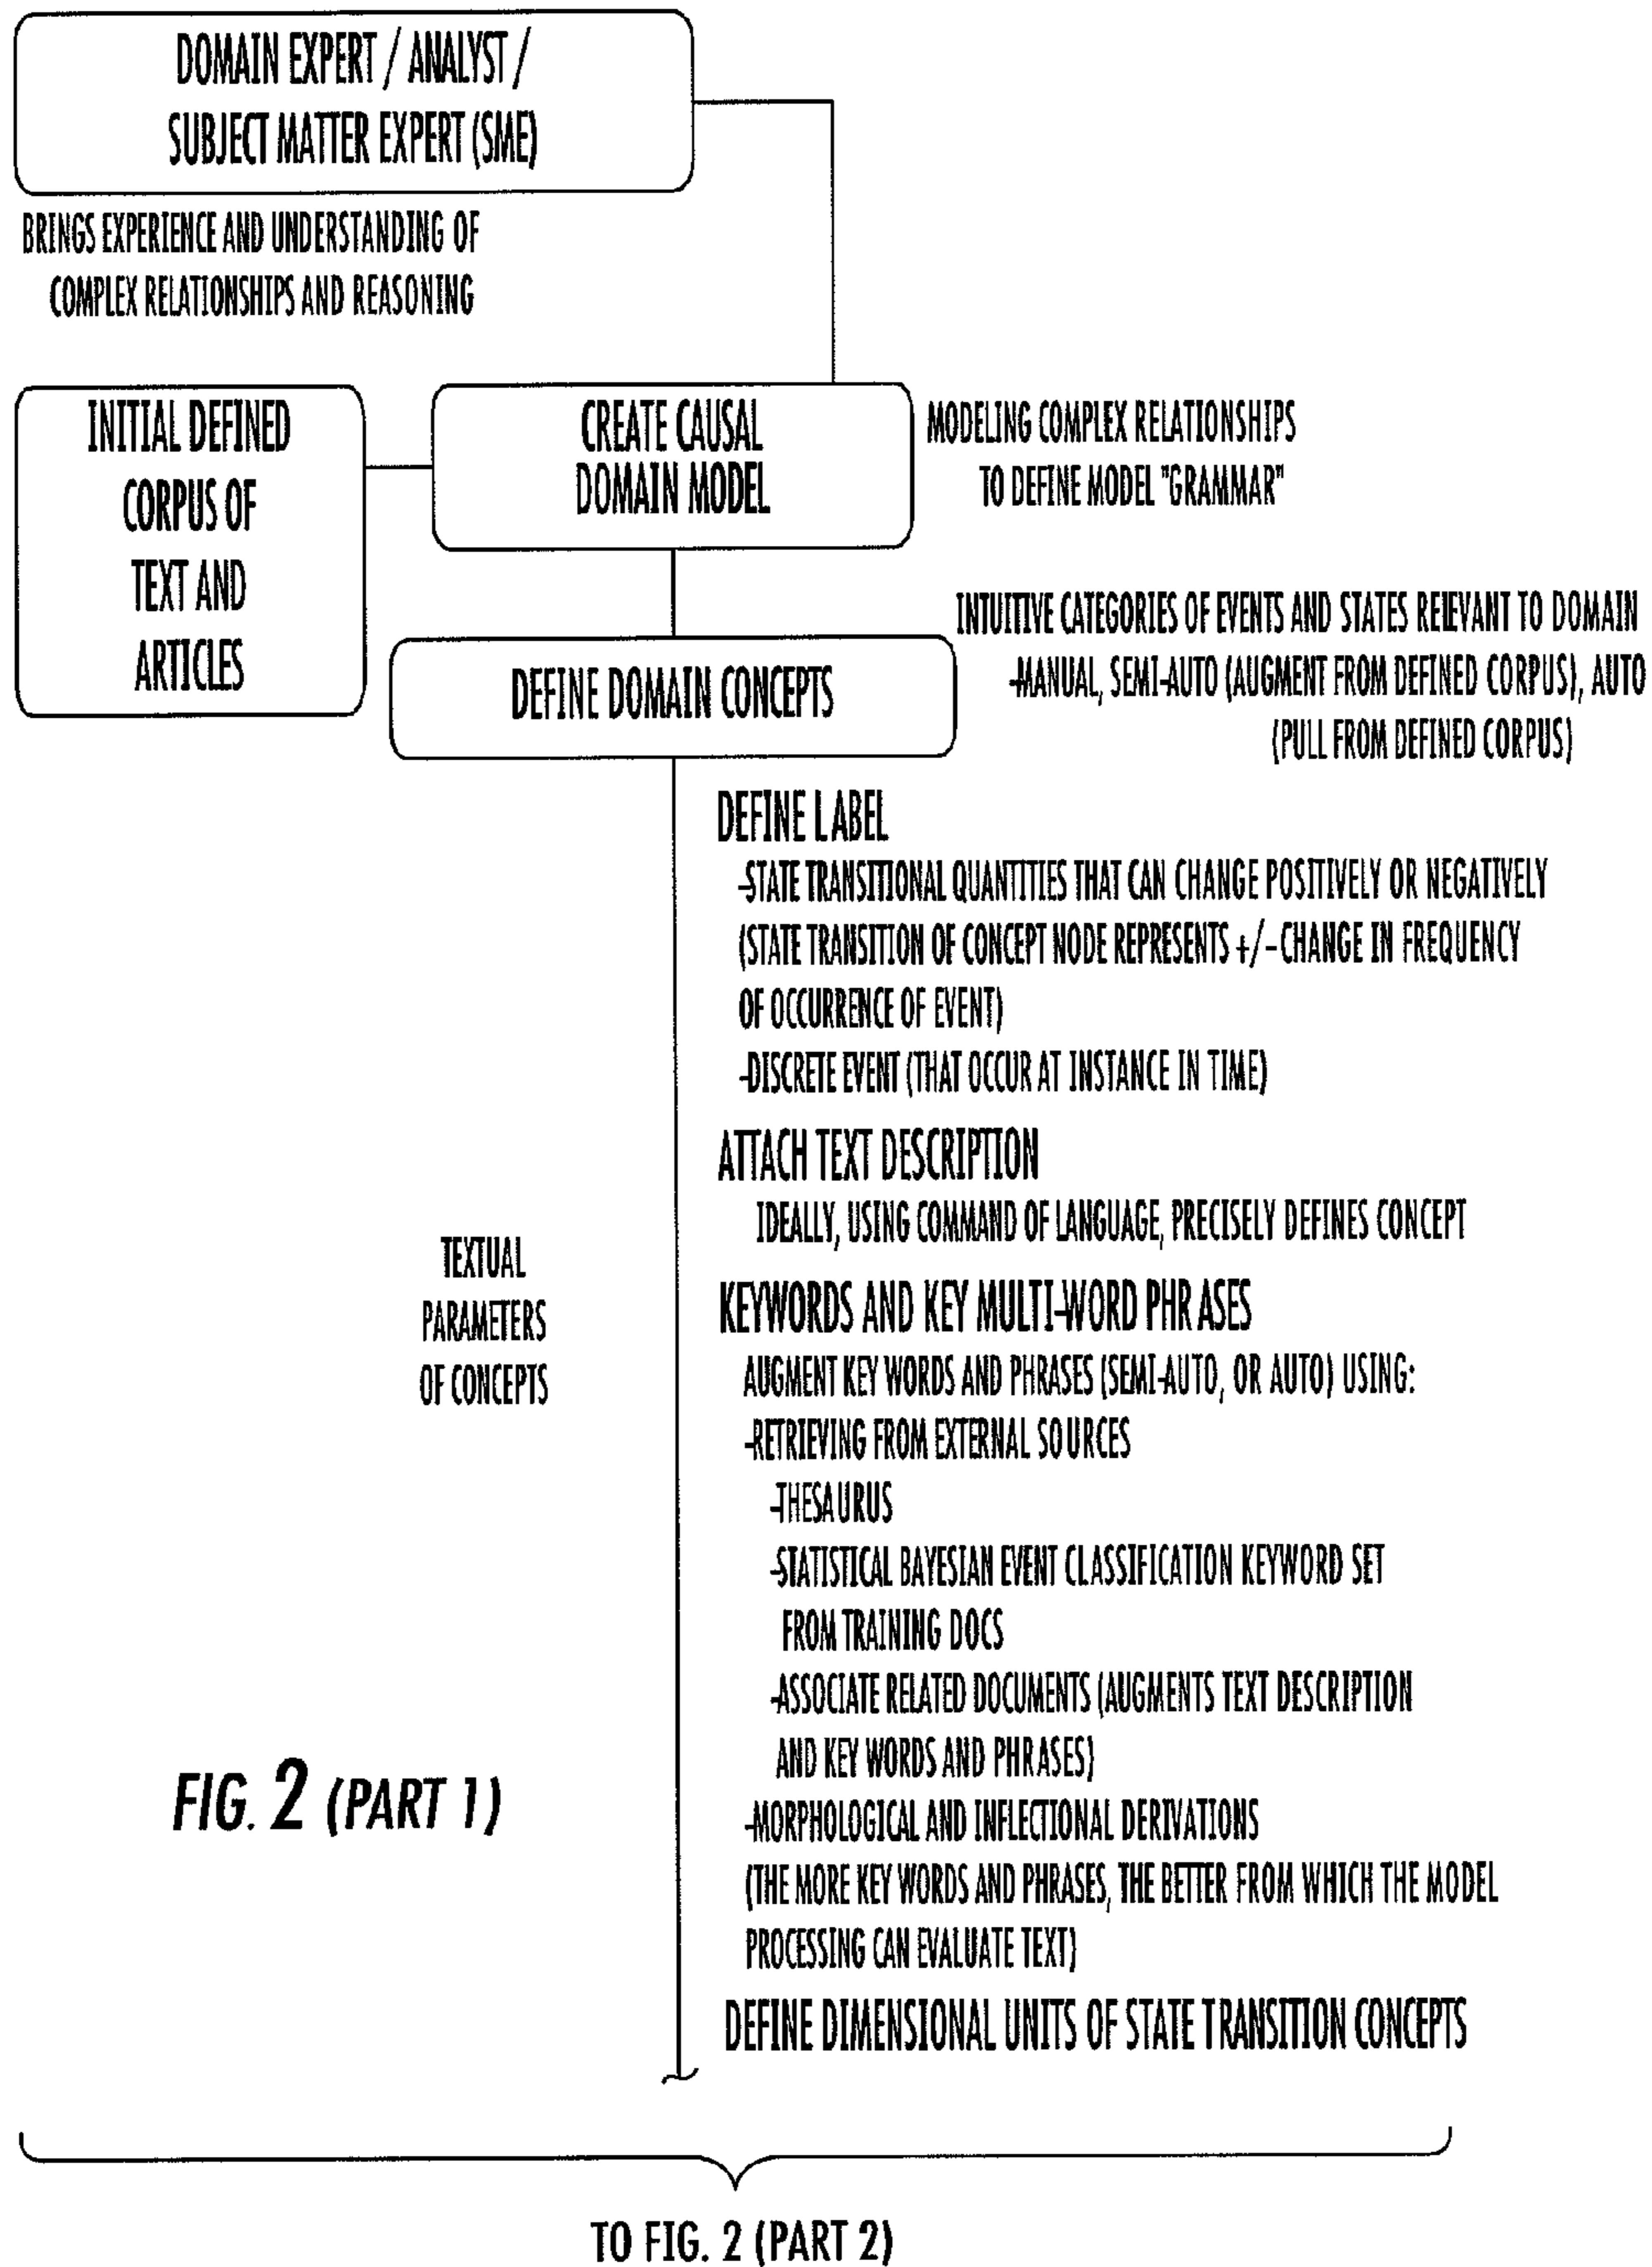 DOMAIN EXPERT / ANALYST /
SUBJECT MATTER EXPERT (SME)
BRINGS EXPERIENCE AND UNDERSTANDING OF
COMPLEX RELATIONSHIPS AND REASONING
INITIAL DEFINED
CORPUS OF
TEXT AND
ARTICLES
CREATE CAUSAL
DOMAIN MODEL
MODELING COMPLEX RELATIONSHIPS
TO DEFINE MODEL "GRAMMAR"
DEFINE DOMAIN CONCEPTS
INTUITIVE CATEGORIES OF EVENTS AND STATES RELEVANT TO DOMAIN
-MANUAL, SEMI-AUTO (AUGMENT FROM DEFINED CORPUS), AUTO
(PULL FROM DEFINED CORPUS)
DEFINE LABEL
-STATE TRANSITIONAL QUANTITIES THAT CAN CHANGE POSITIVELY OR NEGATIVELY
(STATE TRANSITION OF CONCEPT NODE REPRESENTS +/- CHANGE IN FREQUENCY
OF OCCURRENCE OF EVENT)
-DISCRETE EVENT (THAT OCCUR AT INSTANCE IN TIME)
ATTACH TEXT DESCRIPTION
IDEALLY, USING COMMAND OF LANGUAGE, PRECISELY DEFINES CONCEPT
TEXTUAL
PARAMETERS
OF CONCEPTS
KEYWORDS AND KEY MULTI-WORD PHRASES
AUGMENT KEY WORDS AND PHRASES (SEMI-AUTO, OR AUTO) USING:
-RETRIEVING FROM EXTERNAL SOURCES
-THESAURUS
-STATISTICAL BAYESIAN EVENT CLASSIFICATION KEYWORD SET
FROM TRAINING DOCS
-ASSOCIATE RELATED DOCUMENTS (AUGMENTS TEXT DESCRIPTION
AND KEY WORDS AND PHRASES)
-MORPHOLOGICAL AND INFLECTIONAL DERIVATIONS
(THE MORE KEY WORDS AND PHRASES, THE BETTER FROM WHICH THE MODEL
PROCESSING CAN EVALUATE TEXT)
DEFINE DIMENSIONAL UNITS OF STATE TRANSITION CONCEPTS
FIG. 2 (PART 1)
TO FIG. 2 (PART 2)